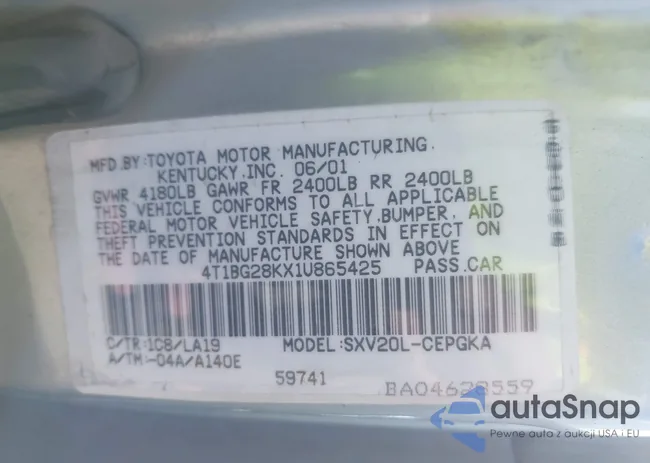 MFD.BY:TOYOTA MOTOR MANUFACTURING.
KENTUCKY.INC. 06/01
GVWR 4180LB GAWR FR 2400LB RR 2400LB
THIS VEHICLE CONFORMS TO ALL APPLICABLE
FEDERAL MOTOR VEHICLE SAFETY.BUMPER, AND
THEFT PREVENTION STANDARDS IN EFFECT ON
THE DATE OF MANUFACTURE SHOWN ABOVE
4T1BG28KX1U865425 PASS.CAR
C/TR:1C8/LA19 MODEL:SXV20L-CEPGKA
A/TM:-04A/A140E
59741
autaSnap
Pewne auta z aukcji USA i EU